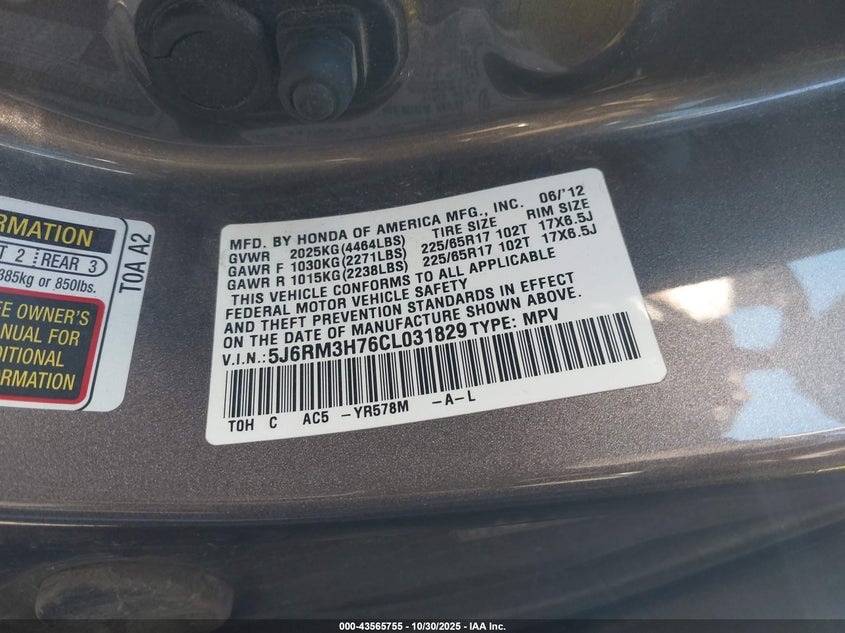 ORMATION
T 2 REAR 3
385kg or 850lbs.
EE OWNER'S
ANUAL FOR
DITIONAL
FORMATION
TOA A2
MFD. BY HONDA OF AMERICA MFG., INC. 06/'12
GVWR 2025KG(4464LBS) TIRE SIZE RIM SIZE
GAWR F 1030KG(2271LBS) 225/65R17 102T 17X6.5J
GAWR R 1015KG(2238LBS) 225/65R17 102T 17X6.5J
THIS VEHICLE CONFORMS TO ALL APPLICABLE
FEDERAL MOTOR VEHICLE SAFETY
AND THEFT PREVENTION STANDARDS IN EFFECT
ON THE DATE OF MANUFACTURE SHOWN ABOVE.
V.I.N.: 5J6RM3H76CL031829 TYPE: MPV
TOH C AC5 -YR578M -A-L
000-43565755 - 10/30/2025 - IAA Inc.